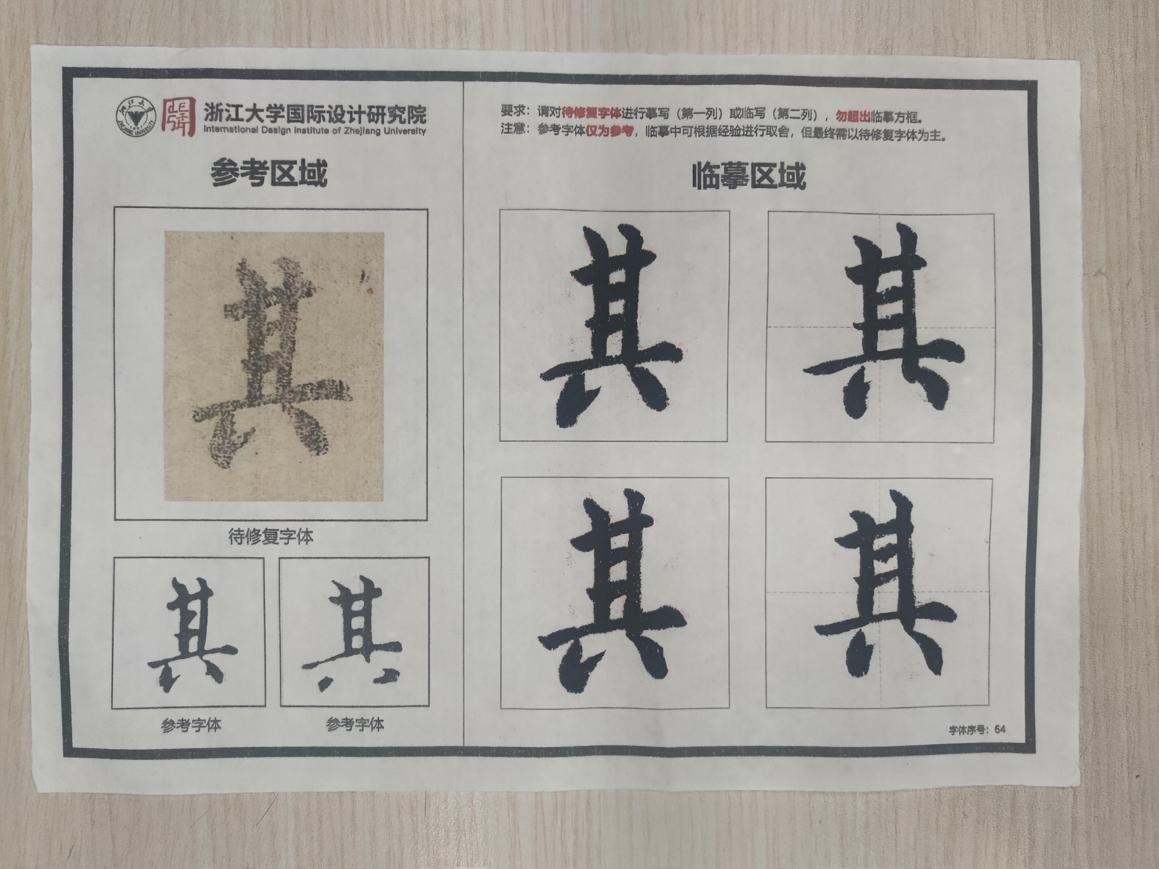 浙江大学国际设计研究院
International Design Institute of Zhejiang University
参考区域
其
待修复字体
其 其
参考字体 参考字体
要求：请对待修复字体进行摹写（第一列）或临写（第二列），勿超出临摹方框。
注意：参考字体仅为参考，临摹中可根据经验进行取舍，但最终需以待修复字体为主。
临摹区域
其 其
其 其
字体序号：64